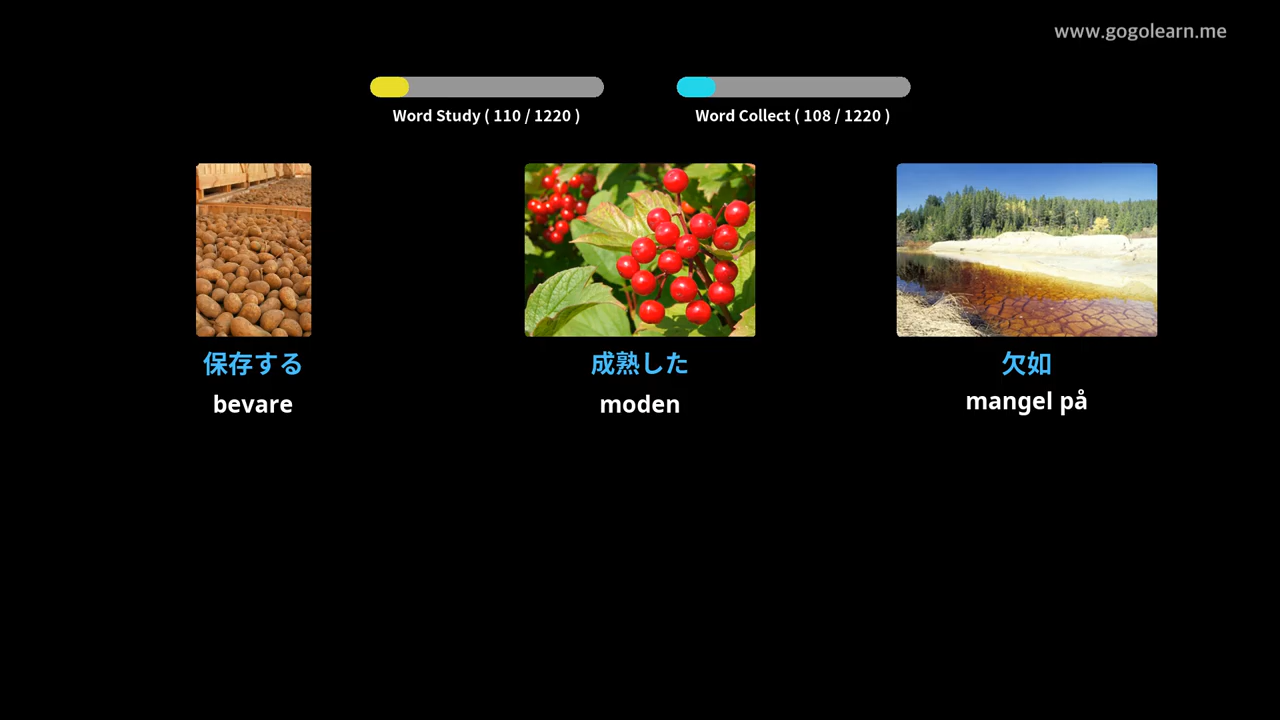 www.gogolearn.me
Word Study ( 110 / 1220 )
Word Collect ( 108 / 1220 )
保存する
bevare
成熟した
moden
欠如
mangel på